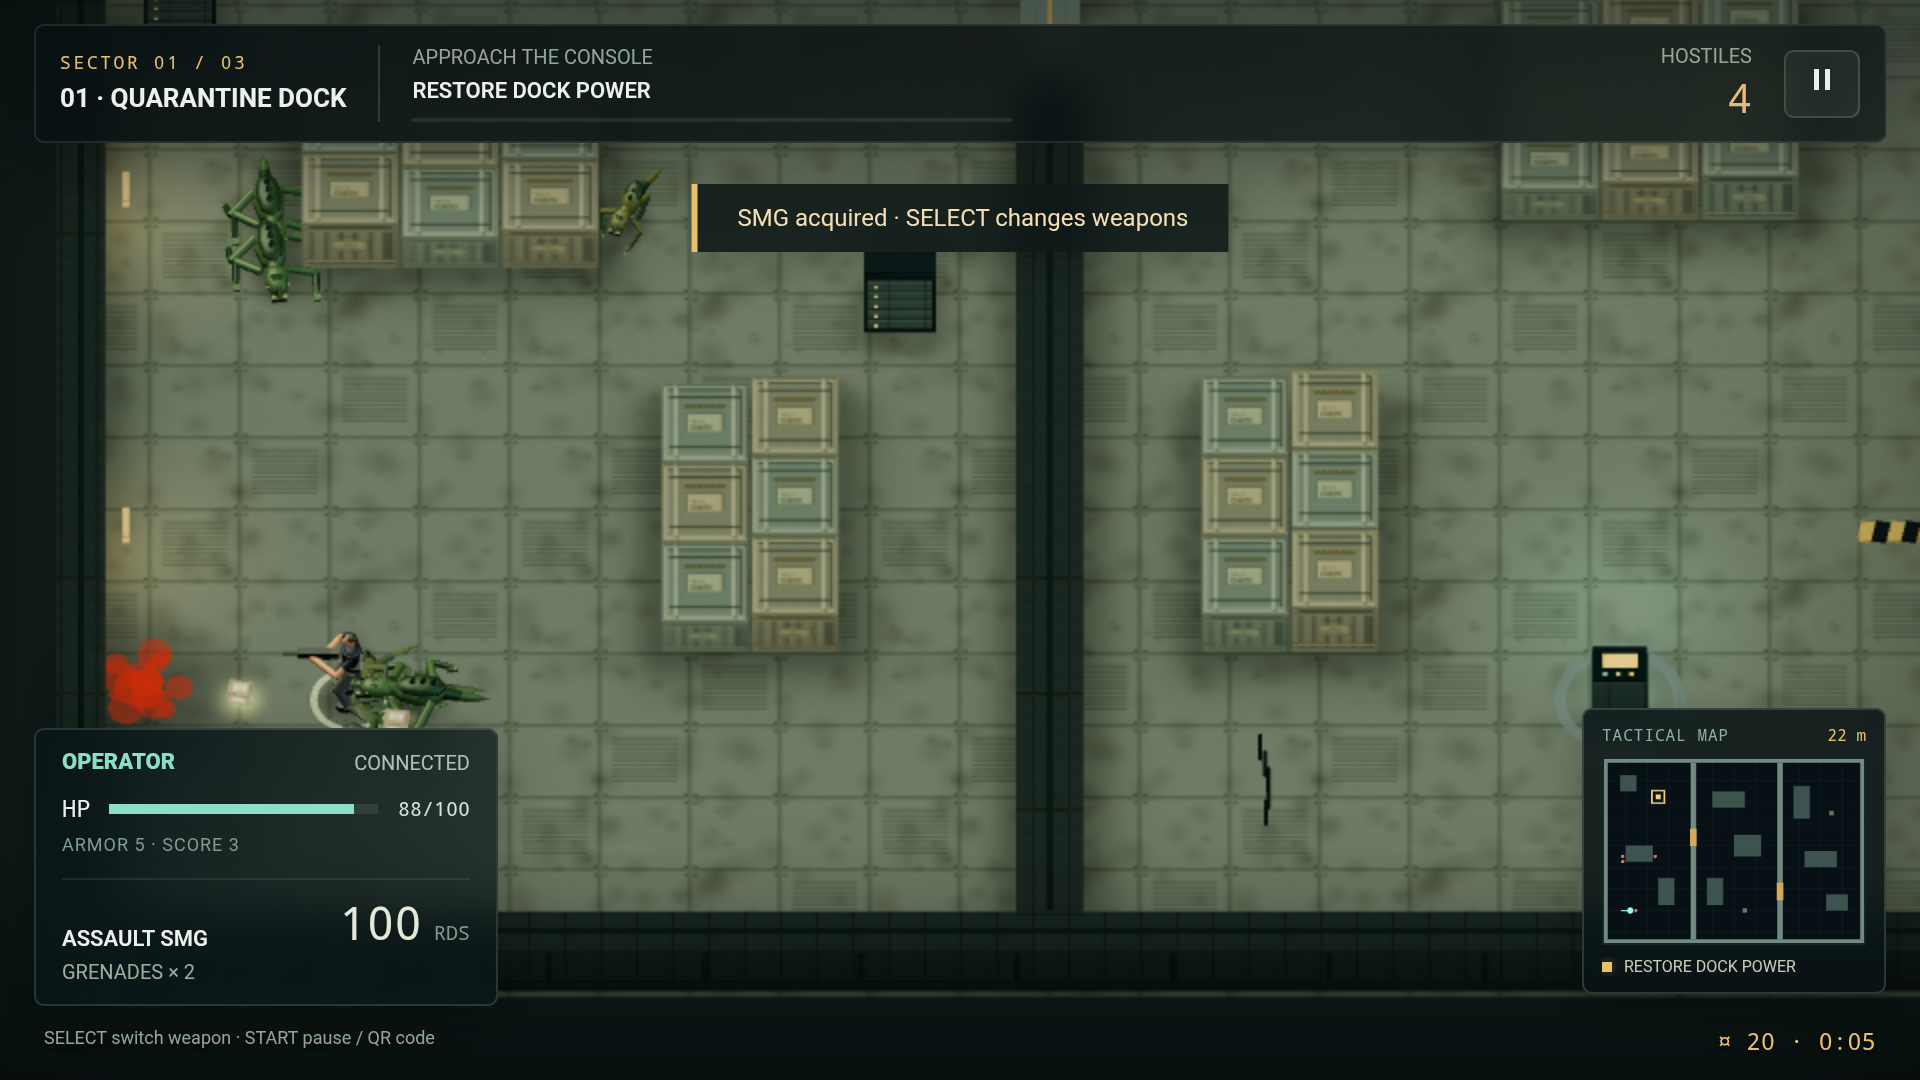 SECTOR 01 / 03
01 · QUARANTINE DOCK
APPROACH THE CONSOLE
RESTORE DOCK POWER
HOSTILES
4
SMG acquired · SELECT changes weapons
OPERATOR
CONNECTED
HP
88/100
ARMOR 5 · SCORE 3
ASSAULT SMG
100 RDS
GRENADES × 2
TACTICAL MAP
22 m
RESTORE DOCK POWER
SELECT switch weapon · START pause / QR code
¤ 20 · 0:05